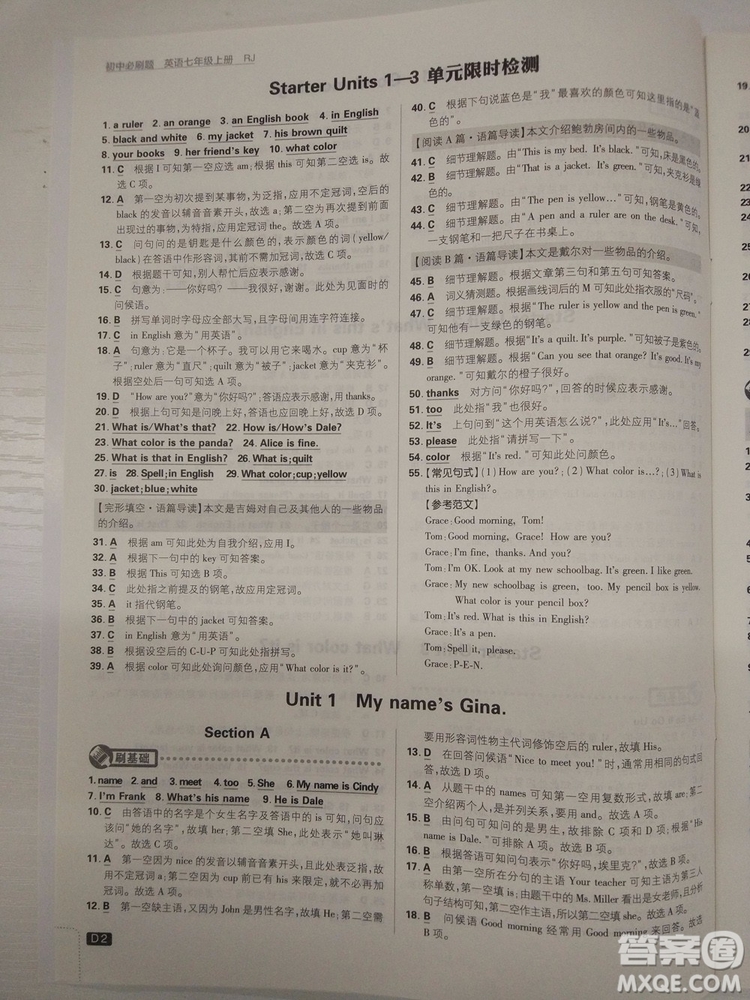 初中必刷题 英语七年级上册 RJ
Starter Units 1—3 单元限时检测
1. a ruler 2. an orange 3. an English book 4. in English
5. black and white 6. my jacket 7. his brown quilt
8. your books 9. her friend's key 10. what color
11. C 根据 I 可知第一空应选 am;根据 this 可知第二空选 is。故选 C 项。
12. A 第一空为初次提到某事物,为泛指,应用不定冠词,空后的
black 的发音以辅音音素开头,故选 a;第二空为特指前面
出现过的事物,为特指,应用定冠词 the。故选 A 项。
13. C 问句问的是钥匙是什么颜色的,表示颜色的词(yellow/
black)在答语中作形容词,其前不需加冠词。故选 C 项。
14. D 根据题干可知,别人帮忙后应表示感谢。
15. C 句意为:——你好吗? ——我很好,谢谢。此处为见面时的
问候语。
16. B 拼写单词时字母应全部大写,且字母间用连字符连接。
17. C in English 意为“用英语”。
18. A 句意为:它是一个杯子。我可以用它来喝水。cup 意为“杯
子”;ruler 意为“直尺”;quilt 意为“被子”;jacket 意为“夹克
衫”。故选 A 项。
19. D “How are you?”意为“你好吗?”;答语应表示感谢。
20. D 根据上句可知是问晚上好,答语也应回晚上好。故选 D 项。
21. What is/What's that? 22. How is/How's Dale?
23. What color is the panda? 24. Alice is fine.
25. What is that in English? 26. What is;quilt
27. is 28. Spell;in English 29. What color;cup;yellow
30. jacket;blue;white
【完形填空·语篇导读】本文是吉姆对自己及其他人的一些物品
的介绍。
31. A 根据 am 可知此处为自我介绍,应用 I。
32. A 根据下一句中的 key 可知答案。
33. B 根据 This 可知选 B 项。
34. C 此处指之前提及的钢笔,故用定冠词。
35. A it 指代钢笔。
36. B 根据下一句中的 jacket 可知答案。
37. C in English 意为“用英语”。
38. B 根据设空后的 C-U-P 可知此处指拼写。
39. A 根据 color 可知此处询问颜色,应为“What color is it?”。
40. C 根据下句说蓝色是“我”最喜欢的颜色可知这里指的是“蓝
色的”。
【阅读 A 篇·语篇导读】本文介绍鲍勃房间内的一些物品。
41. C 细节理解题。由“This is my bed. It's black.”可知,床是黑色的。
42. C 细节理解题。由“That is a jacket. It's green.”可知,夹克衫是绿
色的。
43. C 细节理解题。由“The pen is yellow...”可知,钢笔是黄色的。
44. C 细节理解题。由“A pen and a ruler are on the desk.”可知,
一支钢笔和一把尺子在书桌上。
【阅读 B 篇·语篇导读】本文是戴尔对一些物品的介绍。
45. B 细节理解题。根据文章第三句和第五句可知答案。
46. A 词义猜测题。根据画线词后的 M 可知此处指衣服的“尺码”。
47. B 细节理解题。根据“The ruler is yellow and the pen is green.”可知
他有一支绿色的钢笔。
48. B 细节理解题。根据“It's a quilt. It's purple.”可知被子是紫色的。
49. B 细节理解题。根据“Can you see that orange? It's good
orange.”可知戴尔的橙子很好。
50. thanks 对方问“你好吗?”,回答的时候应表示感谢。
51. too 此处指“我也很好”。
52. It's 上句问到“这个用英语怎么说?”,此处指“它是……”。
53. please 此处指“请拼写一下”。
54. color 根据“It's red.”可知,此处问颜色。
55. 【常见句式】(1) How are you? (2) What color is...? (3) What is
this in English?
【参考范文】
Grace:Good morning, Tom!
Tom:Good morning, Grace! How are you?
Grace:I'm fine, thanks. And you?
Tom:I'm OK. Look at my new schoolbag. It's green.
Grace:My new schoolbag is green, too. My pencil box is yellow.
What color is your pencil box?
Tom:It's red. What's this in English?
Grace:It's a pen.
Tom:Spell it, please.
Grace:P-E-N.
Unit 1 My name's Gina.
Section A
刷基础
1. name 2. and 3. meet 4. too 5. She 6. My name is Cindy
7. I'm Frank 8. What's his name 9. He is Dale
10. C 由答语中的名字是个女生名字及答语中的 is 可知,问句应
该问“她的名字”,故填 her;第二空填 She,此处表示“她叫琳
达”。故选 C 项。
11. A 第一空因为 nice 的发音以辅音音素开头,且此处表泛指,
故用不定冠词 a;第二空因为 cup 前已有 his 来限定,就不再加
冠词。故选 A 项。
12. B 第一空缺主语,又因为 John 是男性名字,故填 He;第二空需
要用形容词性物主代词修饰空后的 ruler,故填 His。
13. D 在回答问候语“Nice to meet you!”时,应用相同的句式回
答。故选 D 项。
14. A 从题干中的 names 可知第一空用复数形式,故填 are;第
二空介绍两个人,是并列关系,故填 and。故选 A 项。
15. B 由问句可知问的是男生,故排除 C 项和 D 项;由答语 My
name 可排除 A 项。故选 B 项。
16. B 根据答语可知问句表示“你好吗,埃里克?”。故选 B 项。
17. A 第一空由题干中的主语 Your teacher 可知主语为第三人
称单数,第一空应选 is;由题干中的 Ms. Miller 看出是女老师,且分析
句子结构可知,第二空作主语,所以第二空选 she。故选 A 项。
18. B 问候语 Good morning 经常用 Good morning 来回答。故选
B 项。
D2
答案圈
MXQE.COM